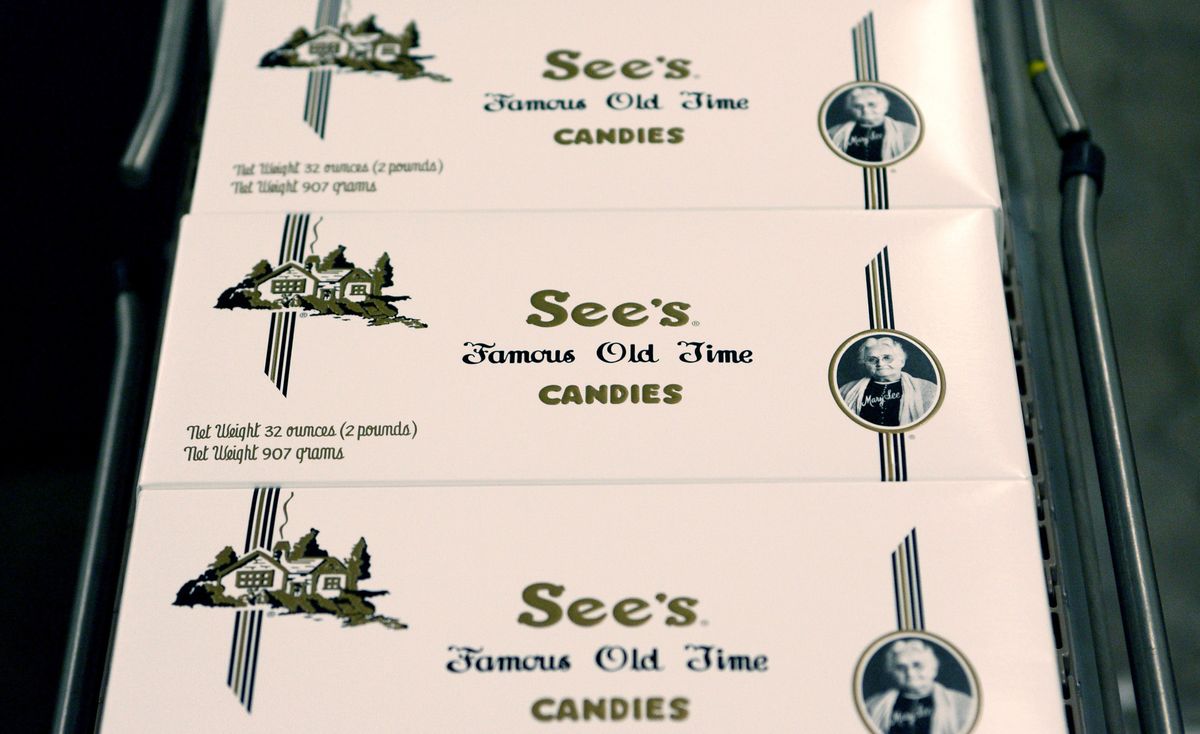 See's
Famous Old Time
CANDIES
Mary See
Net Weight 32 ounces (2 pounds)
Net Weight 907 grams
See's®
Famous Old Time
CANDIES
Mary See
Net Weight 32 ounces (2 pounds)
Net Weight 907 grams
See's
Famous Old Time
CANDIES
Mary See